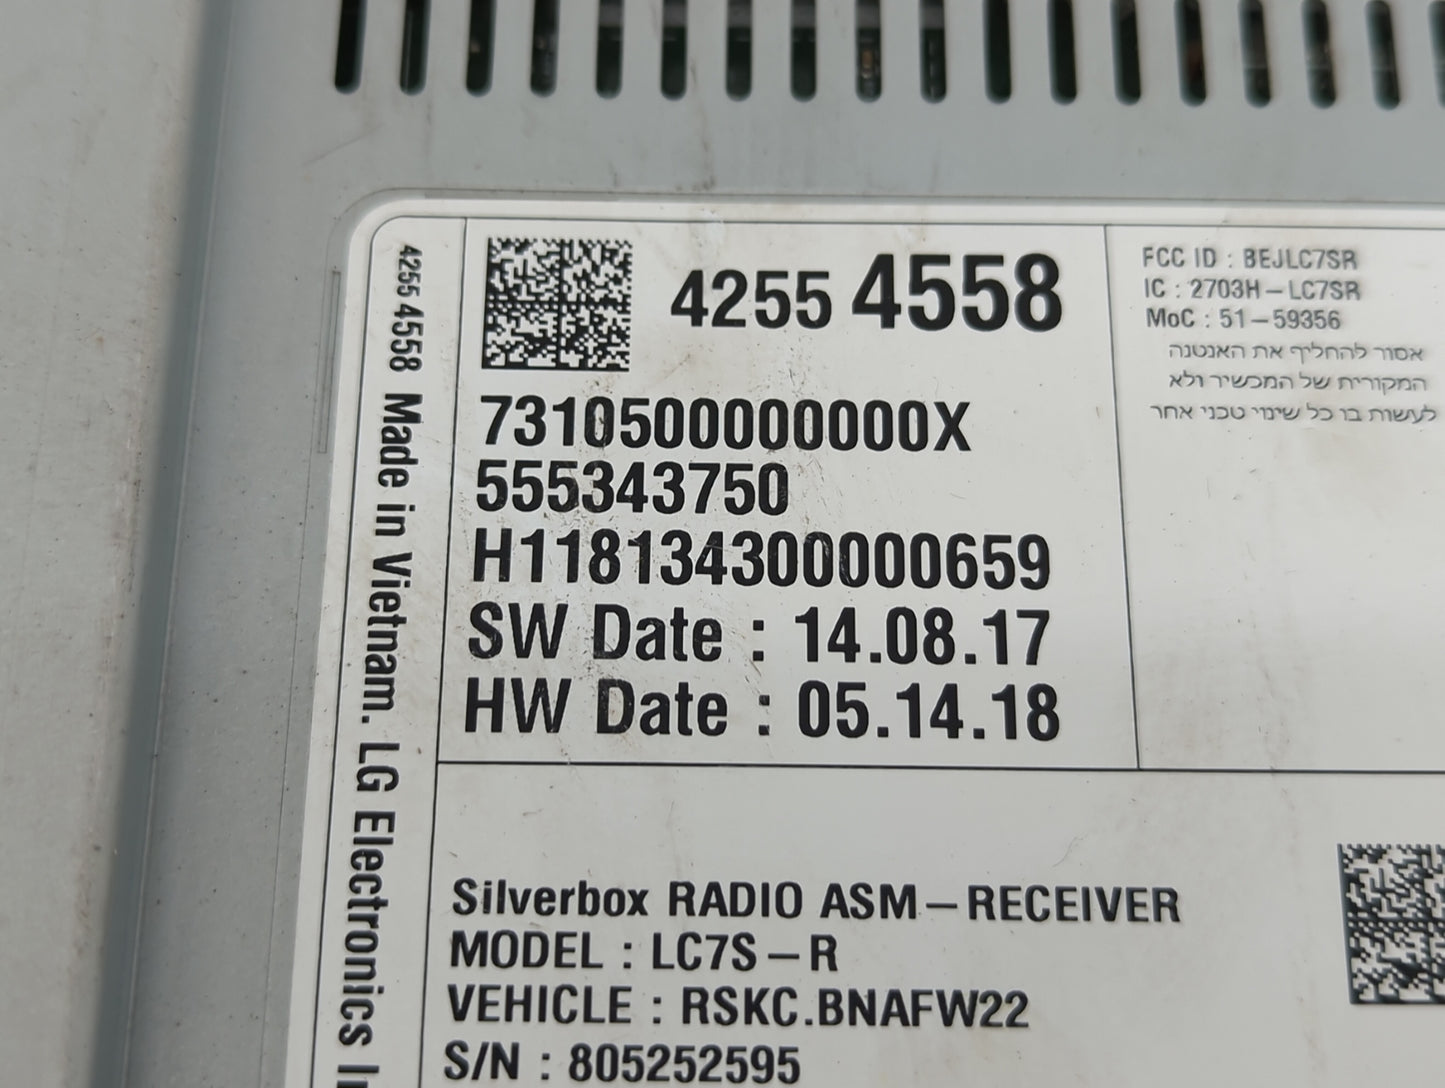 4255 4558
7310500000000X
555343750
H118134300000659
SW Date : 14.08.17
HW Date : 05.14.18
FCC ID : BEJLC7SR
IC : 2703H-LC7SR
MoC : 51-59356
אסור להחליף את האנטנה
המקורית של המכשיר ולא
לעשות בו כל שינוי טכני אחר
4255 4558 Made in Vietnam. LG Electronics
Silverbox RADIO ASM-RECEIVER
MODEL : LC7S-R
VEHICLE : RSKC.BNAFW22
S/N : 805252595